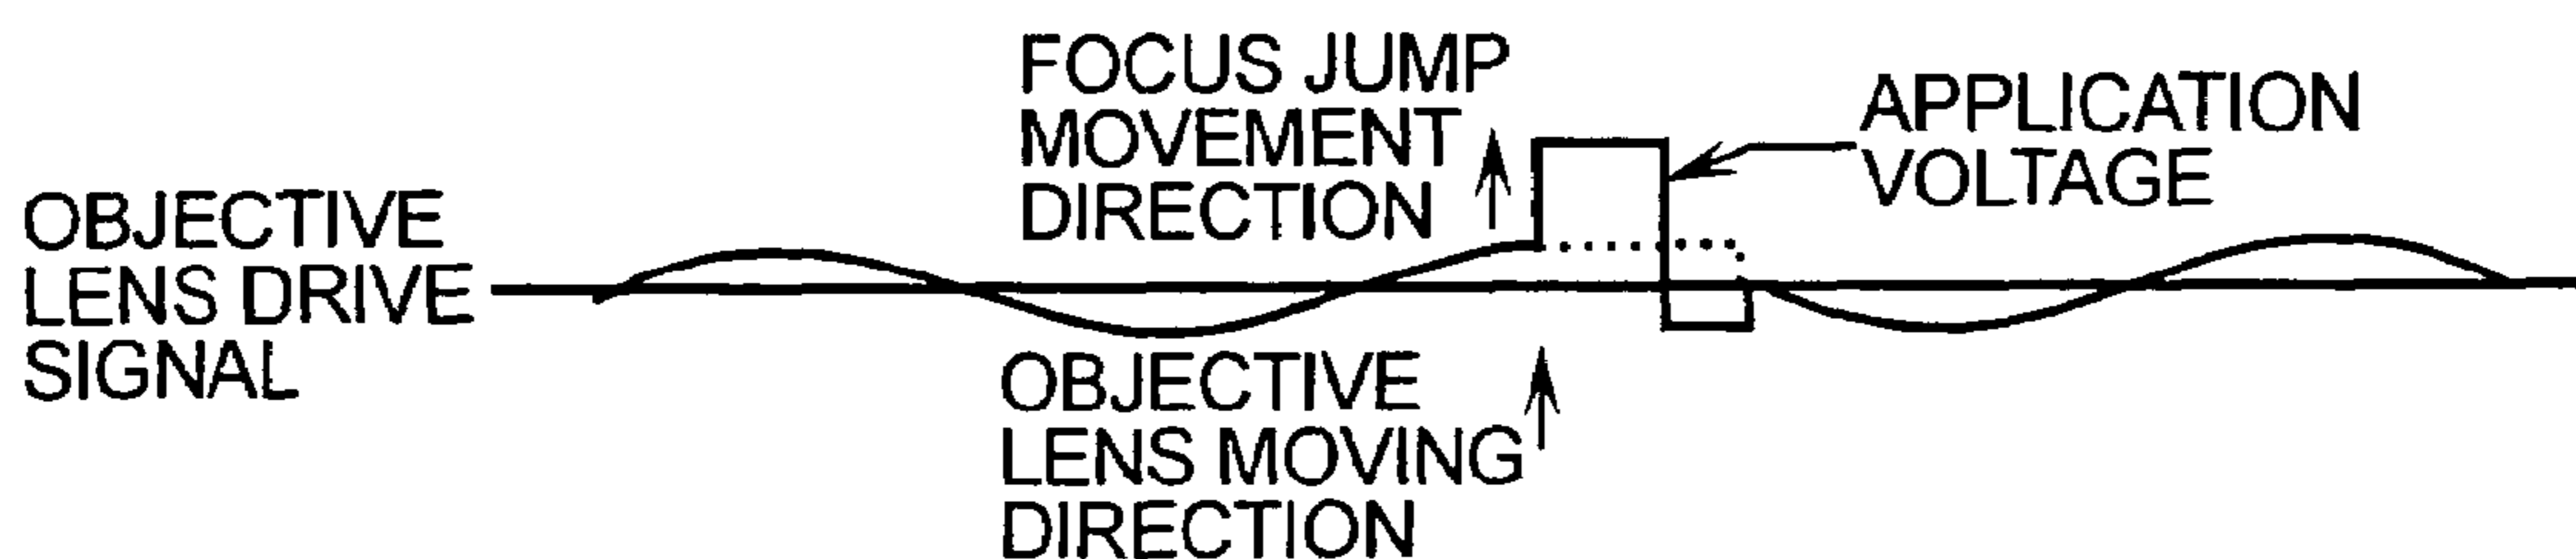 FOCUS JUMP
MOVEMENT
DIRECTION
APPLICATION
VOLTAGE
OBJECTIVE
LENS DRIVE
SIGNAL
OBJECTIVE
LENS MOVING
DIRECTION